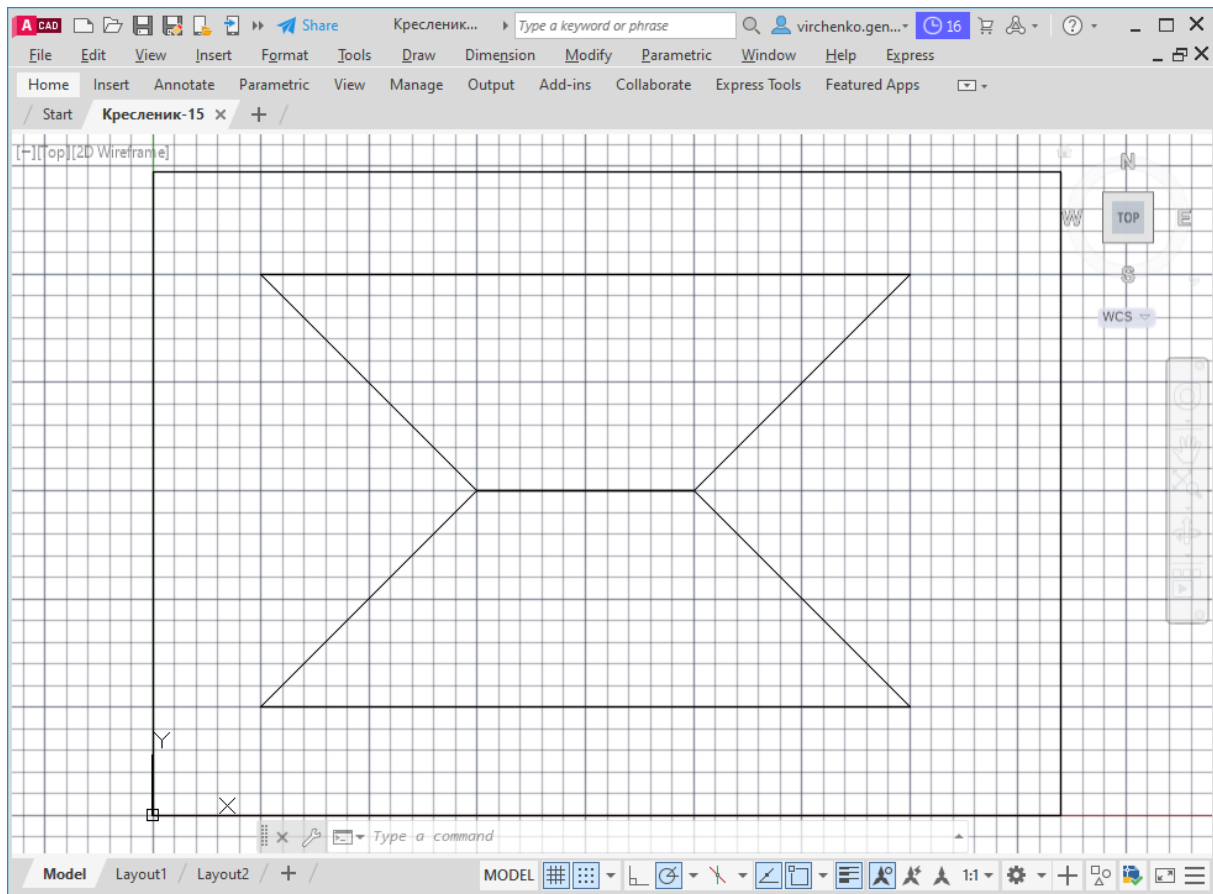 A CAD Share Кресленик... Type a keyword or phrase virchenko.gen... 16
File Edit View Insert Format Tools Draw Dimension Modify Parametric Window Help Express
Home Insert Annotate Parametric View Manage Output Add-ins Collaborate Express Tools Featured Apps
Start Кресленик-15
[−][Top][2D Wireframe]
N
W TOP E
S
WCS
Y
X
Type a command
Model Layout1 Layout2 MODEL 1:1